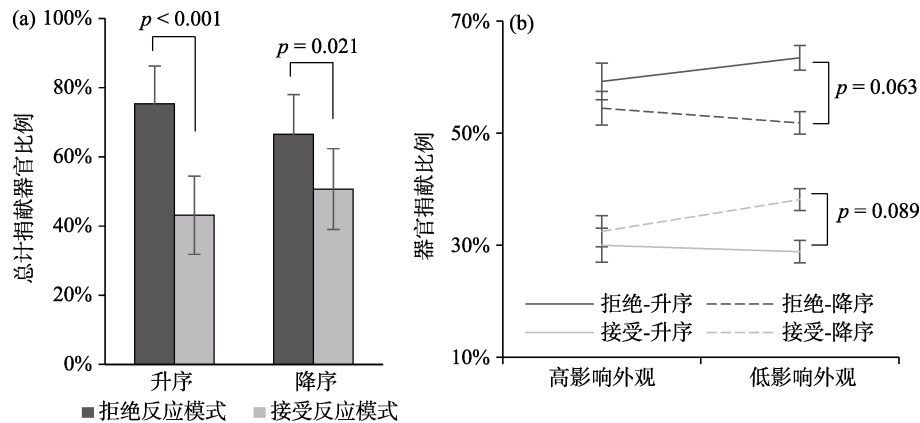 (a)
100%
80%
60%
40%
20%
0%
总计捐献器官比例
p < 0.001
p = 0.021
升序
降序
拒绝反应模式
接受反应模式
(b)
70%
50%
30%
10%
器官捐献比例
p = 0.063
p = 0.089
拒绝-升序
拒绝-降序
接受-升序
接受-降序
高影响外观
低影响外观